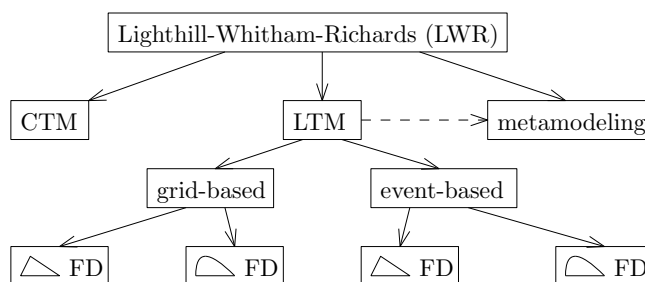 Lighthill-Whitham-Richards (LWR)
CTM
LTM
metamodeling
grid-based
event-based
FD
FD
FD
FD